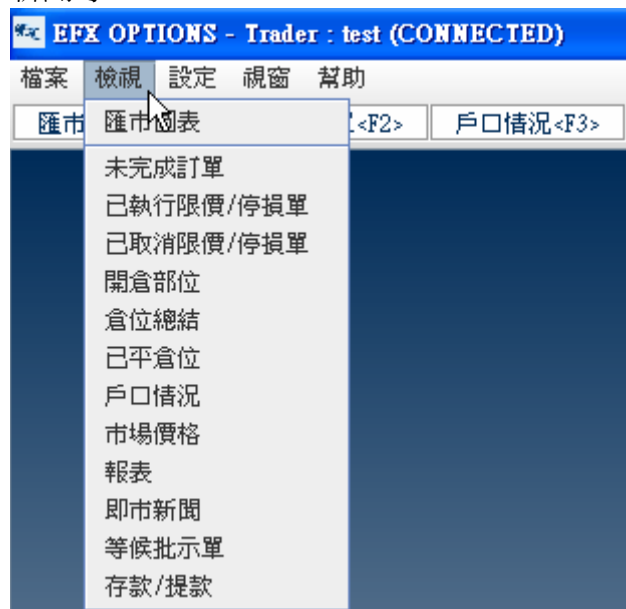 EFX OPTIONS - Trader : test (CONNECTED)
檔案 檢視 設定 視窗 幫助
匯市 <F2> 戶口情況<F3>
匯市圖表
未完成訂單
已執行限價/停損單
已取消限價/停損單
開倉部位
倉位總結
已平倉位
戶口情況
市場價格
報表
即市新聞
等候批示單
存款/提款